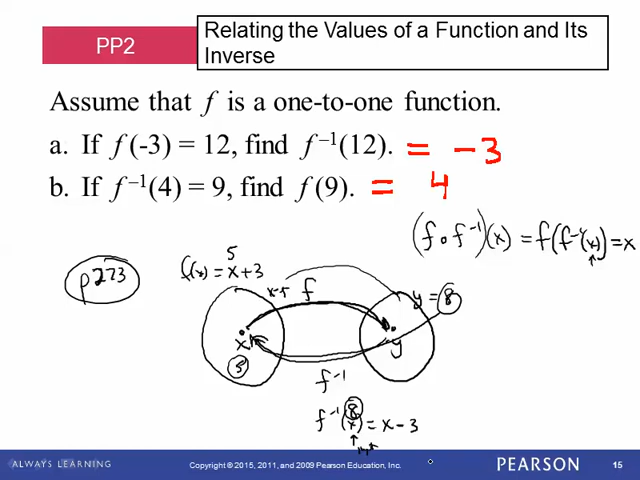 PP2
Relating the Values of a Function and Its
Inverse
Assume that f is a one-to-one function.
a. If f(-3) = 12, find f⁻¹(12). = -3
b. If f⁻¹(4) = 9, find f(9). = 4
(f∘f⁻¹)(x) = f(f⁻¹(x)) = x
p273
5
f(x) = x+3
f
y = 8
x
y
5
f⁻¹
8
f⁻¹(x) = x-3
ALWAYS LEARNING
Copyright © 2015, 2011, and 2009 Pearson Education, Inc.
PEARSON
15